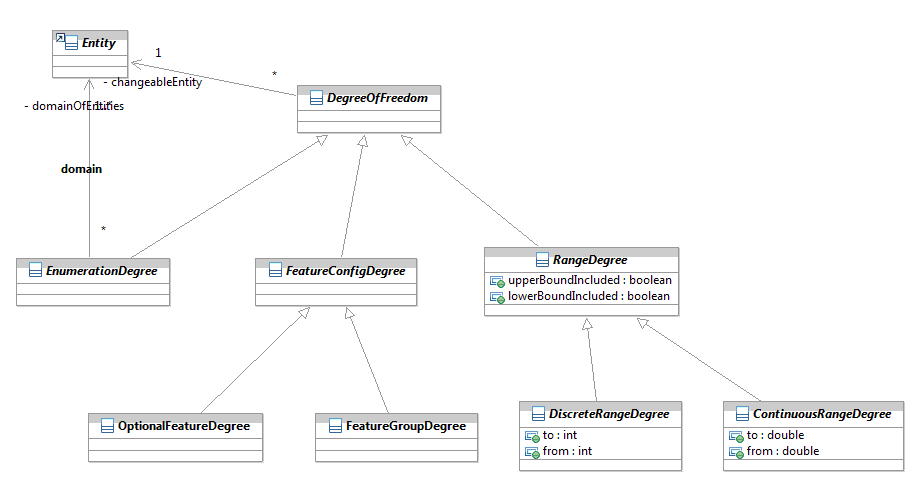 Entity
1
- changeableEntity
*
DegreeOfFreedom
- domainOfEntities
domain
*
EnumerationDegree
FeatureConfigDegree
RangeDegree
upperBoundIncluded : boolean
lowerBoundIncluded : boolean
OptionalFeatureDegree
FeatureGroupDegree
DiscreteRangeDegree
to : int
from : int
ContinuousRangeDegree
to : double
from : double